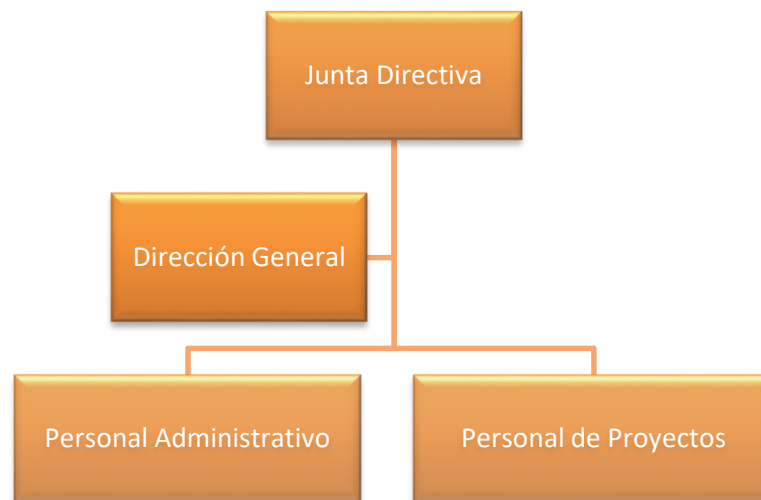 Junta Directiva
Dirección General
Personal Administrativo
Personal de Proyectos